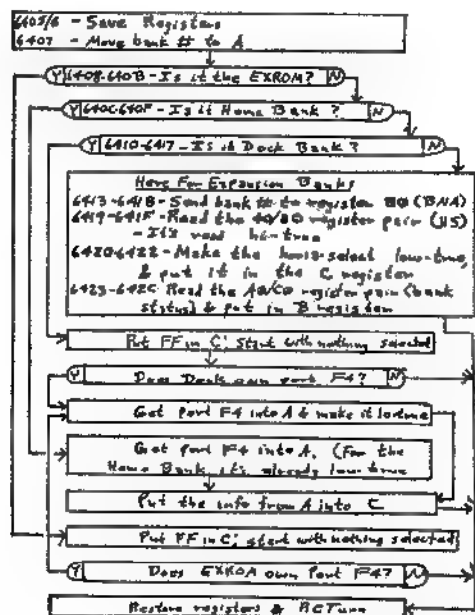 6405/6 - Save Registers
6407 - Move bank # to A
Y 6408-640B - Is it the EXROM? N
Y 640C-640F - Is it Home Bank? N
Y 6410-6417 - Is it Dock Bank? N
Here For Expansion Banks
6413-641B - Send bank # to register 80 (BNA)
6419-641F - Read the 40/80 register pair (HS)
- It's read hi-true
6420-6422 - Make the horiz-select low-true,
& put it in the C register
6423-642C Read the A0/C0 register pair (bank
status) & put in B register
Put FF in C; start with nothing selected
Y Does Dock own port F4? N
Get port F4 into A & make it lo-true
Get port F4 into A. (For the
Home Bank it's already low-true
Put the info from A into C
Put FF in C; start with nothing selected
Y Does EXROM own Port F4? N
Restore registers & RETurn